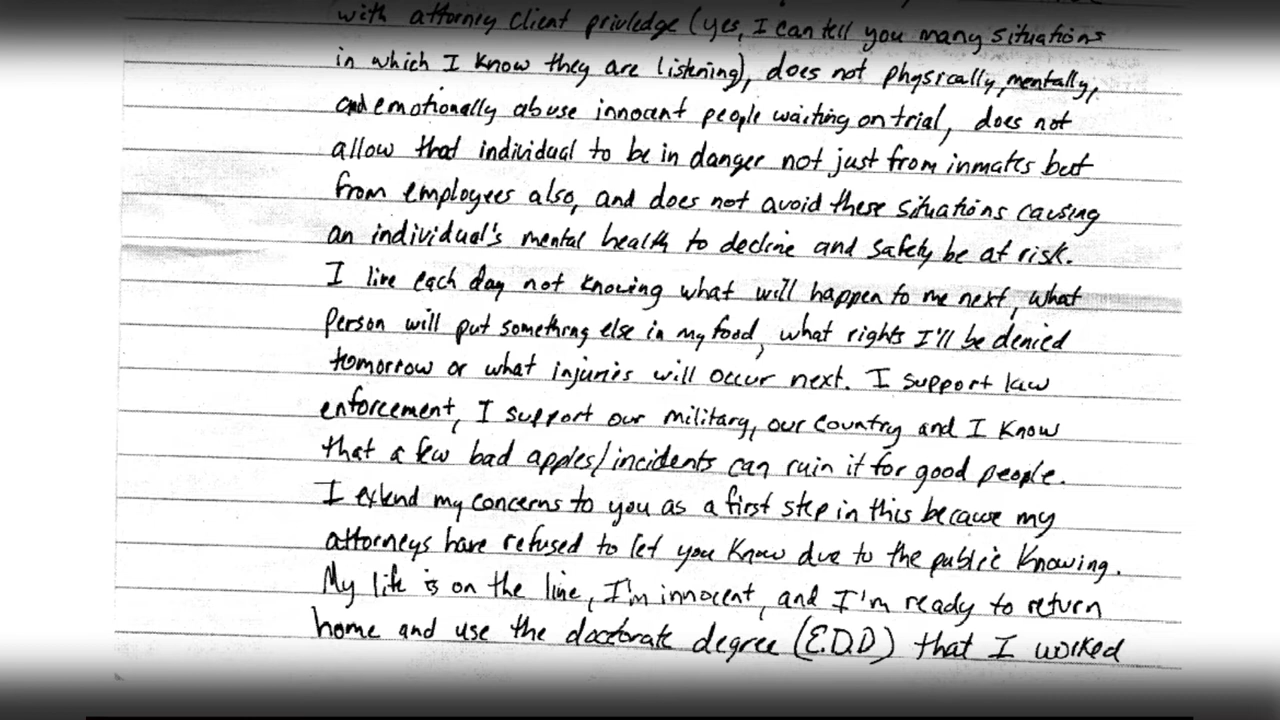 with attorney client priviledge (yes, I can tell you many situations
in which I know they are listening), does not physically, mentally,
and emotionally abuse innocent people waiting on trial, does not
allow that individual to be in danger not just from inmates but
from employees also, and does not avoid these situations causing
an individual's mental health to decline and safety be at risk.
I live each day not knowing what will happen to me next, what
person will put something else in my food, what rights I'll be denied
tomorrow or what injuries will occur next. I support law
enforcement, I support our military, our country and I know
that a few bad apples/incidents can ruin it for good people.
I extend my concerns to you as a first step in this because my
attorneys have refused to let you know due to the public knowing.
My life is on the line, I'm innocent, and I'm ready to return
home and use the doctorate degree (E.D.D) that I worked